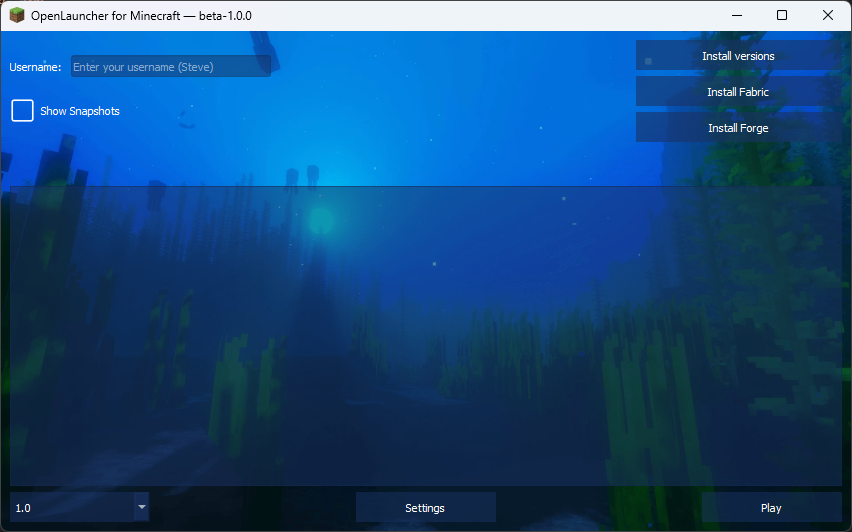 OpenLauncher for Minecraft — beta-1.0.0
Username: Enter your username (Steve)
Show Snapshots
Install versions
Install Fabric
Install Forge
1.0
Settings
Play